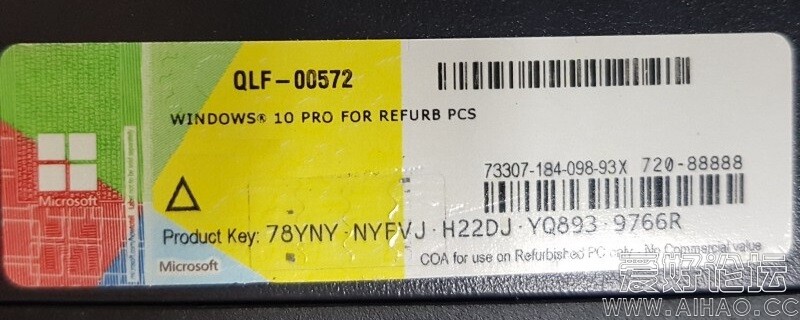 QLF-00572
WINDOWS® 10 PRO FOR REFURB PCS
73307-184-098-93X 720-88888
Microsoft
Product Key: 78YNY-NYFVJ-H22DJ-YQ893-9766R
Microsoft
COA for use on Refurbished PC only - No Commercial value
爱好论坛
WWW.AIHAO.CC